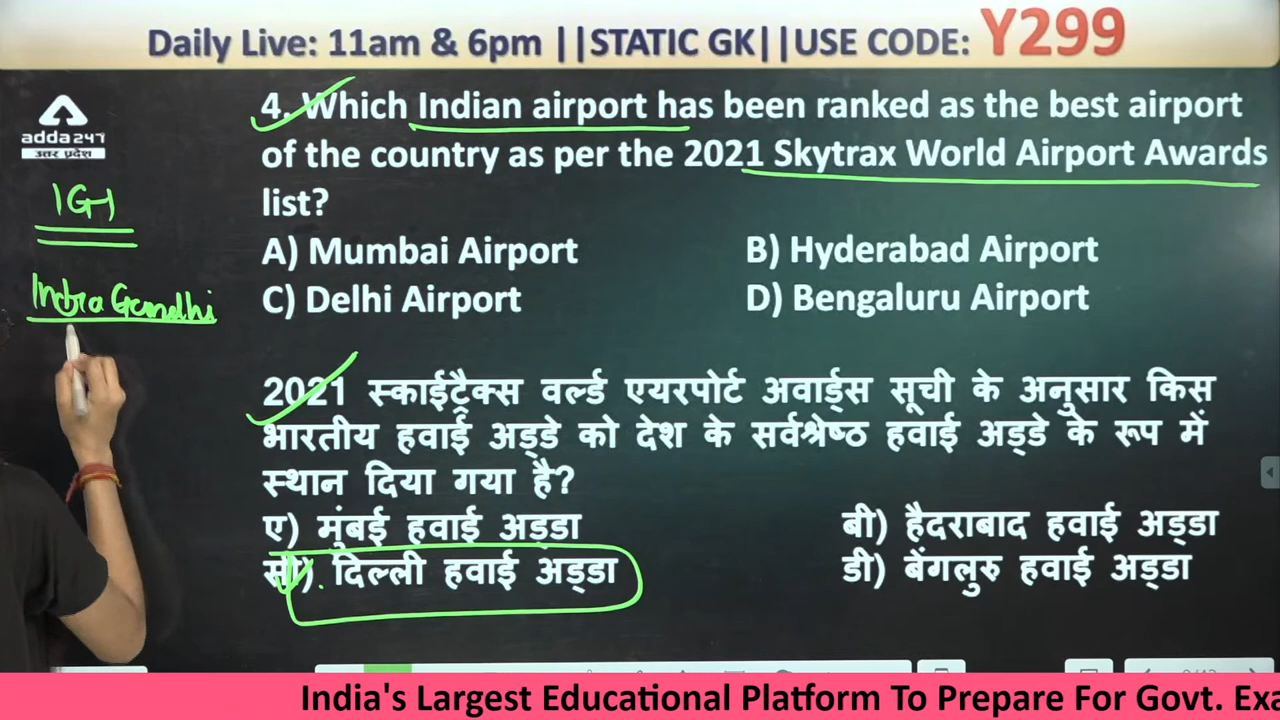 Daily Live: 11am & 6pm ||STATIC GK||USE CODE: Y299
adda247
उत्तर प्रदेश
IGI
Indra Gandhi
4. Which Indian airport has been ranked as the best airport
of the country as per the 2021 Skytrax World Airport Awards
list?
A) Mumbai Airport B) Hyderabad Airport
C) Delhi Airport D) Bengaluru Airport
2021 स्काईट्रैक्स वर्ल्ड एयरपोर्ट अवार्ड्स सूची के अनुसार किस
भारतीय हवाई अड्डे को देश के सर्वश्रेष्ठ हवाई अड्डे के रूप में
स्थान दिया गया है?
ए) मुंबई हवाई अड्डा बी) हैदराबाद हवाई अड्डा
सी) दिल्ली हवाई अड्डा डी) बेंगलुरु हवाई अड्डा
India's Largest Educational Platform To Prepare For Govt. Exa